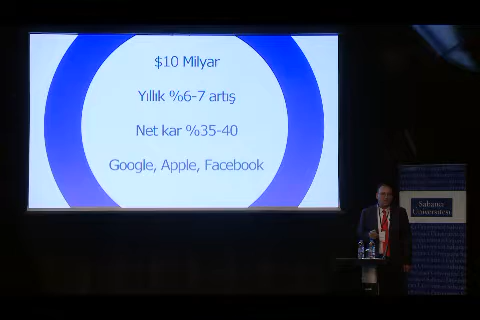 $10 Milyar
Yıllık %6-7 artış
Net kar %35-40
Google, Apple, Facebook
Sabancı
Üniversitesi